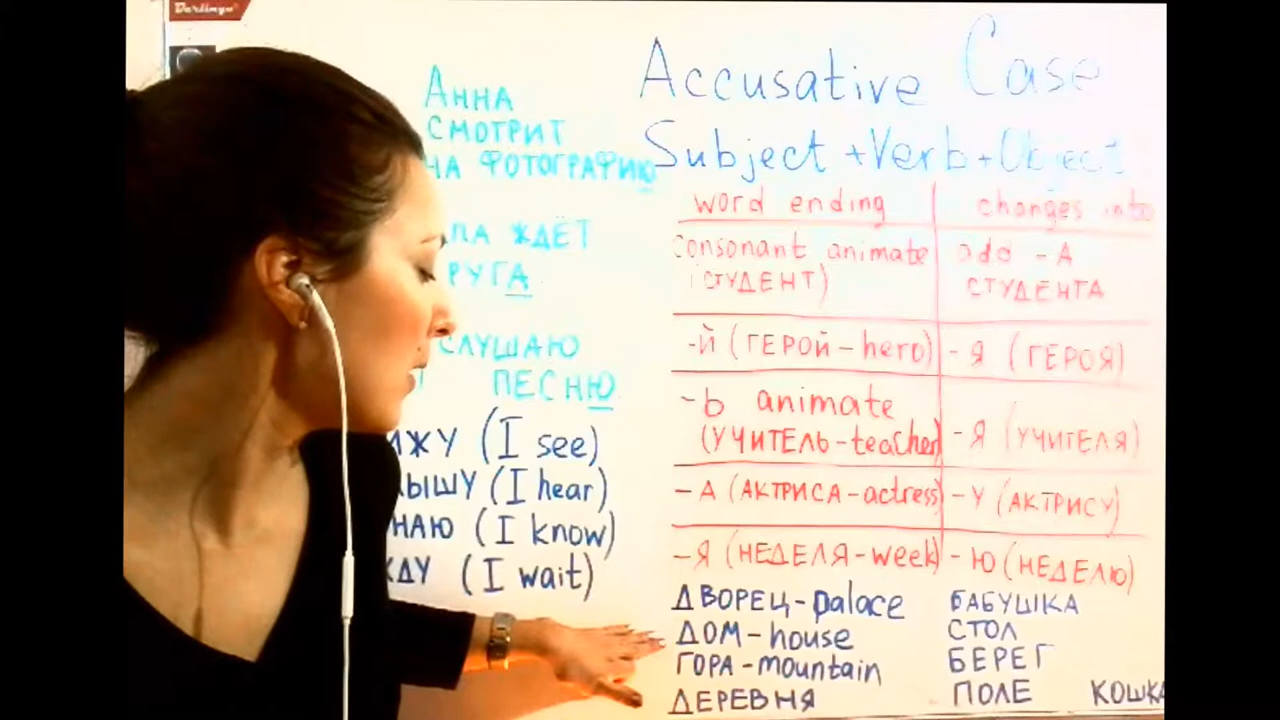 Berlingo
Анна
СМОТРИТ
НА ФОТОГРАФИЮ
ЖДЁТ
СЛУШАЮ
ПЕСНЮ
(I see)
(I hear)
(I know)
(I wait)
Accusative Case
Subject + Verb + Object
word ending changes into
consonant animate add - А
(СТУДЕНТ) СТУДЕНТА
-Й (ГЕРОЙ - hero) - Я (ГЕРОЯ)
- Ь animate
(УЧИТЕЛЬ - teacher) - Я (УЧИТЕЛЯ)
- А (АКТРИСА - actress) - У (АКТРИСУ)
- Я (НЕДЕЛЯ - week) - Ю (НЕДЕЛЮ)
ДВОРЕЦ - palace БАБУШКА
ДОМ - house СТОЛ
ГОРА - mountain БЕРЕГ
ДЕРЕВНЯ ПОЛЕ КОШКА